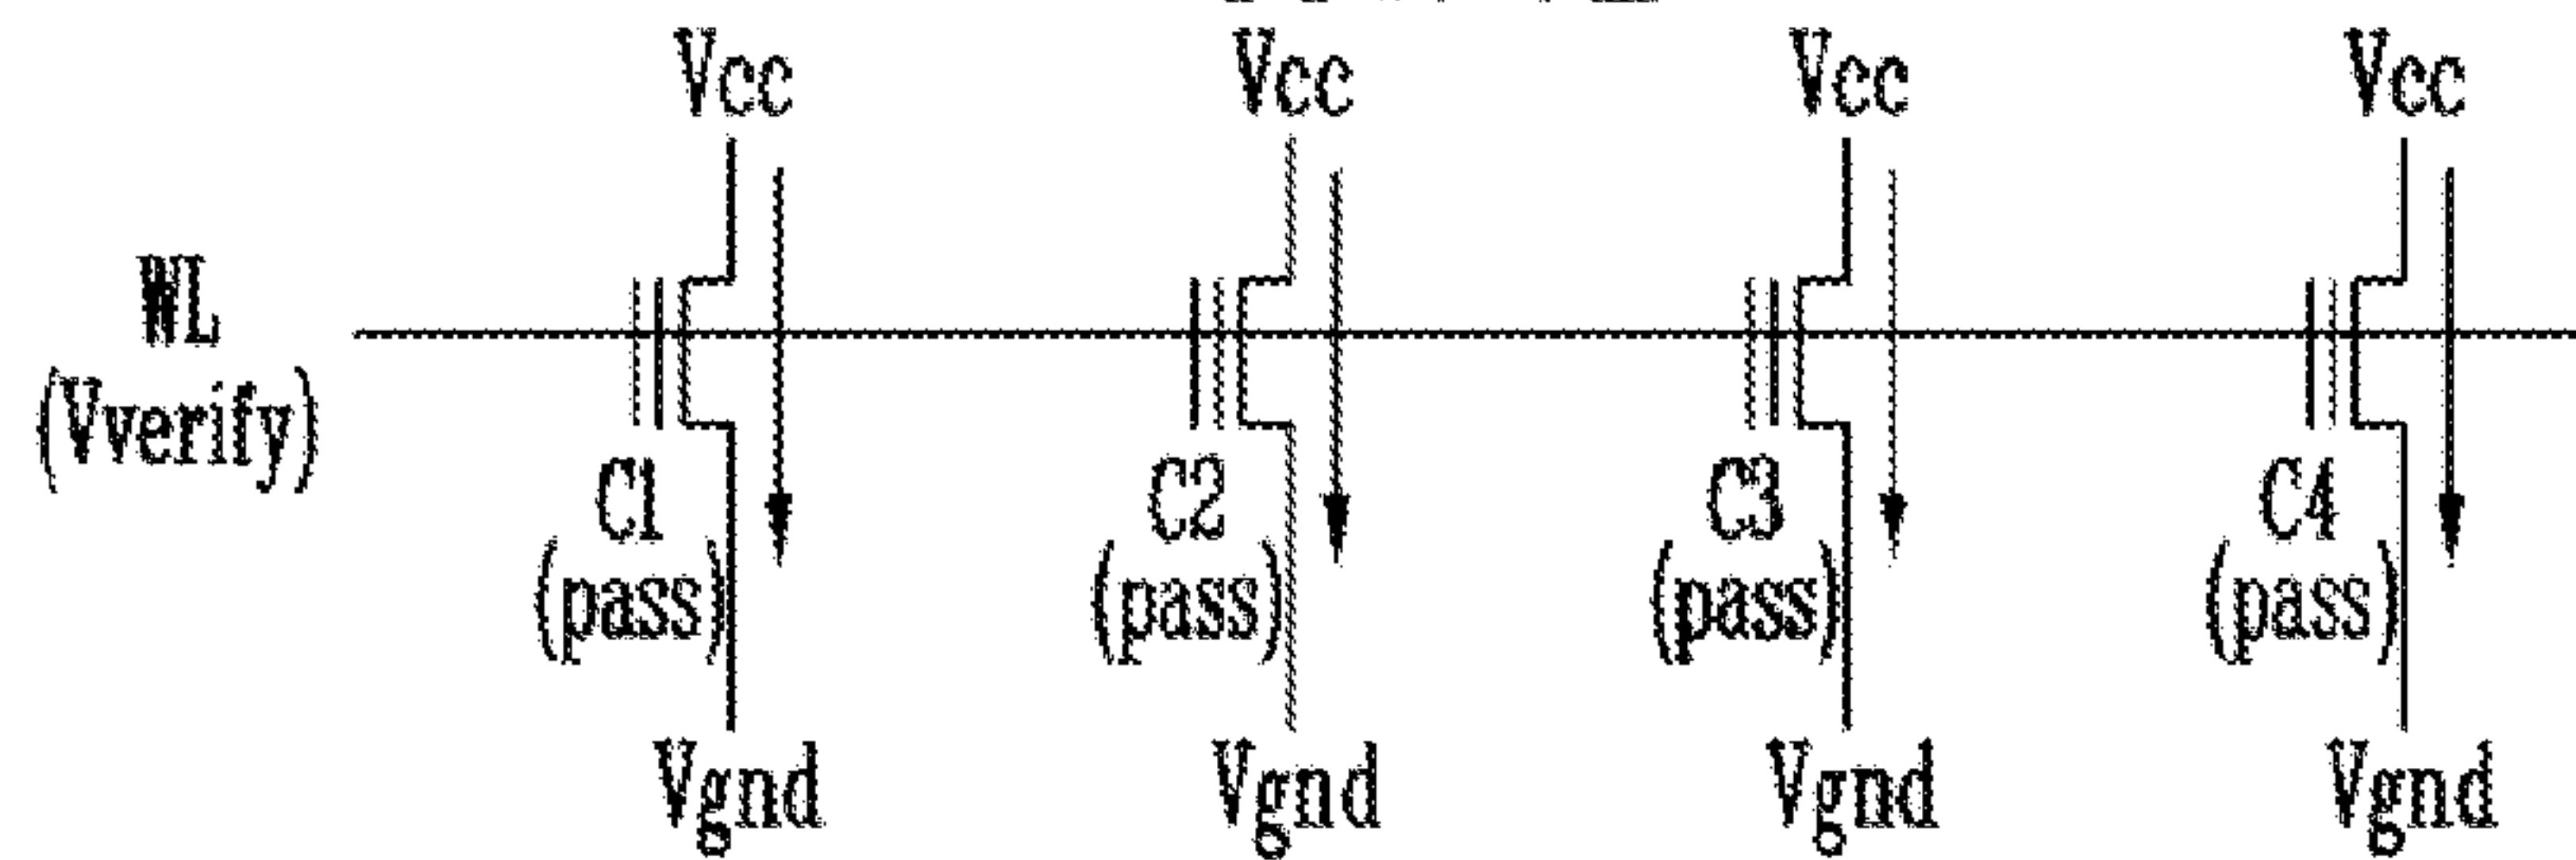 Vcc Vcc Vcc Vcc
WL
(Vverify)
C1 C2 C3 C4
(pass) (pass) (pass) (pass)
Vgnd Vgnd Vgnd Vgnd